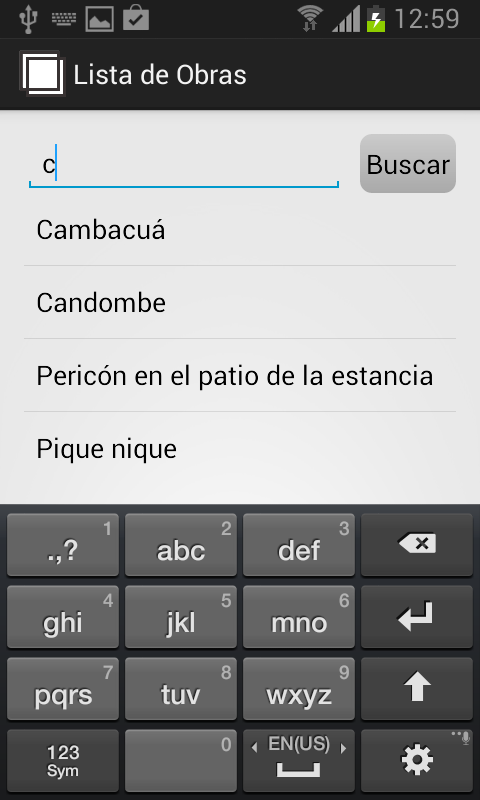 12:59
Lista de Obras
c
Buscar
Cambacuá
Candombe
Pericón en el patio de la estancia
Pique nique
.,? 1
abc 2
def 3
ghi 4
jkl 5
mno 6
pqrs 7
tuv 8
wxyz 9
123
Sym
0
EN(US)